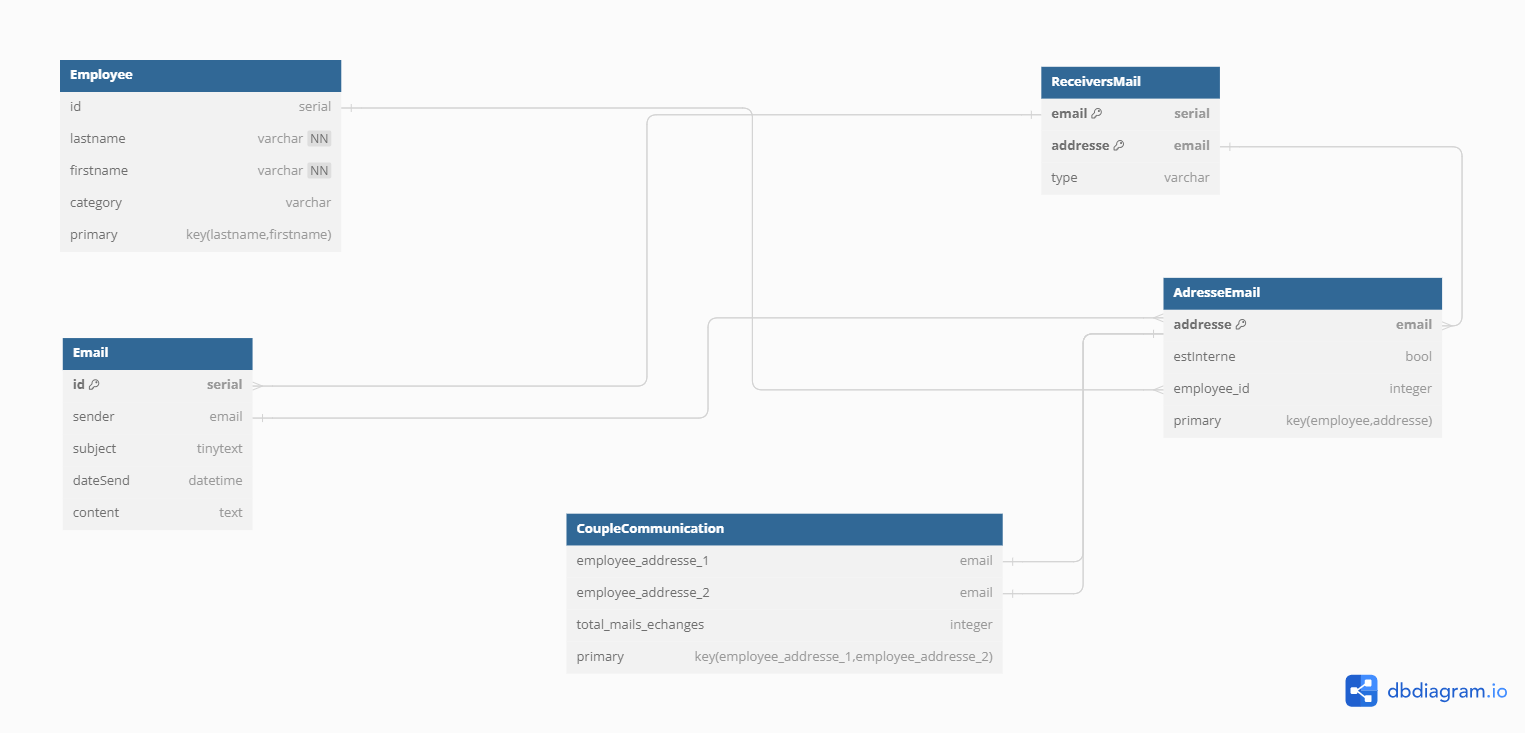 Employee
id serial
lastname varchar NN
firstname varchar NN
category varchar
primary key(lastname,firstname)
ReceiversMail
email serial
addresse email
type varchar
AdresseEmail
addresse email
estInterne bool
employee_id integer
primary key(employee,addresse)
Email
id serial
sender email
subject tinytext
dateSend datetime
content text
CoupleCommunication
employee_addresse_1 email
employee_addresse_2 email
total_mails_echanges integer
primary key(employee_addresse_1,employee_addresse_2)
dbdiagram.io